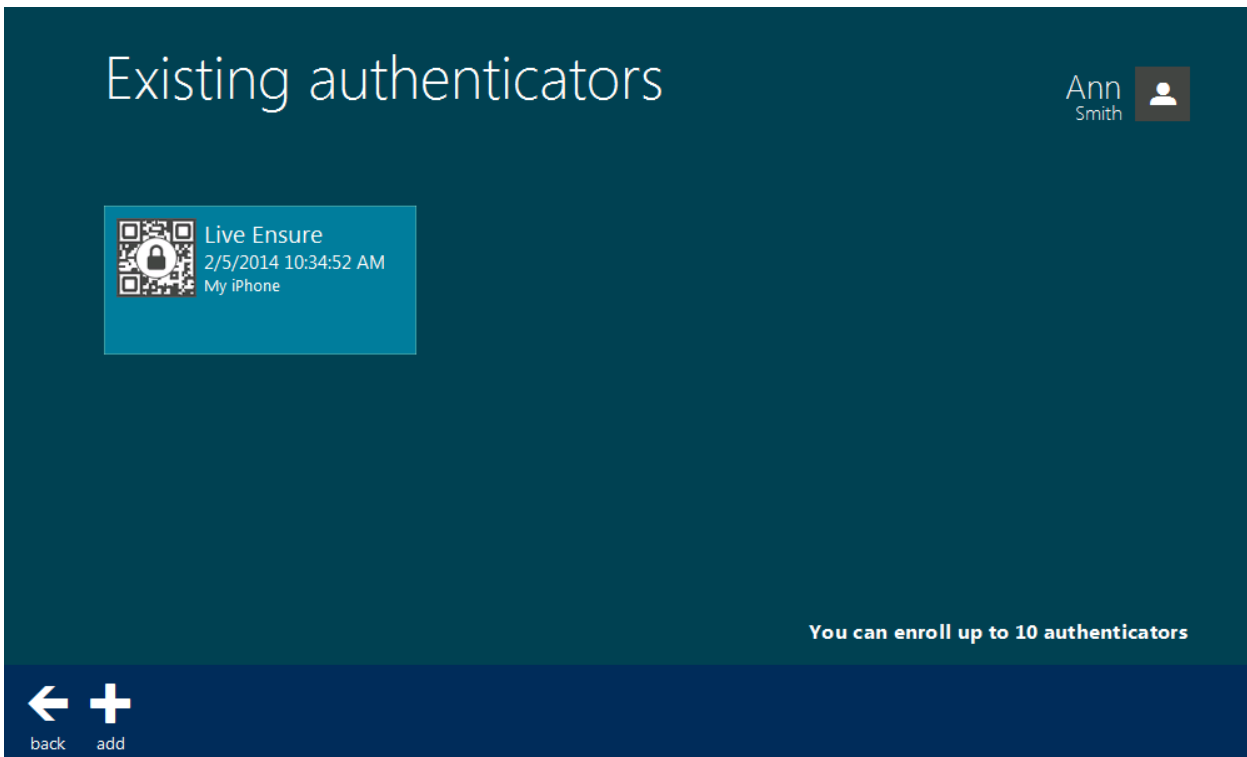 Existing authenticators
Ann
Smith
Live Ensure
2/5/2014 10:34:52 AM
My iPhone
You can enroll up to 10 authenticators
back add